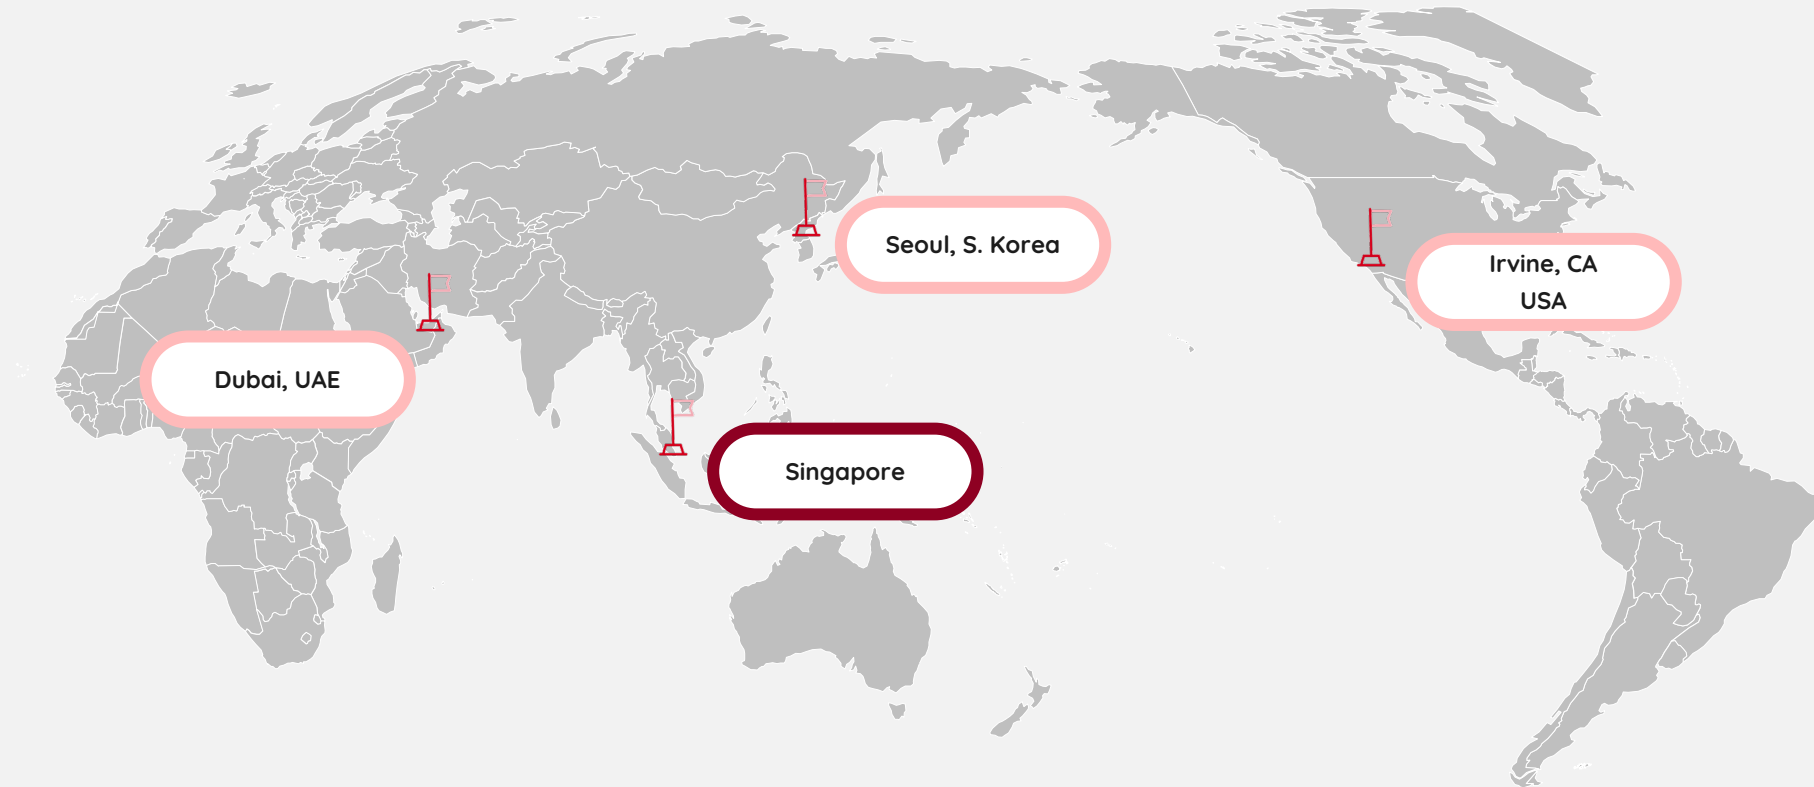 Seoul, S. Korea
Irvine, CA
USA
Dubai, UAE
Singapore